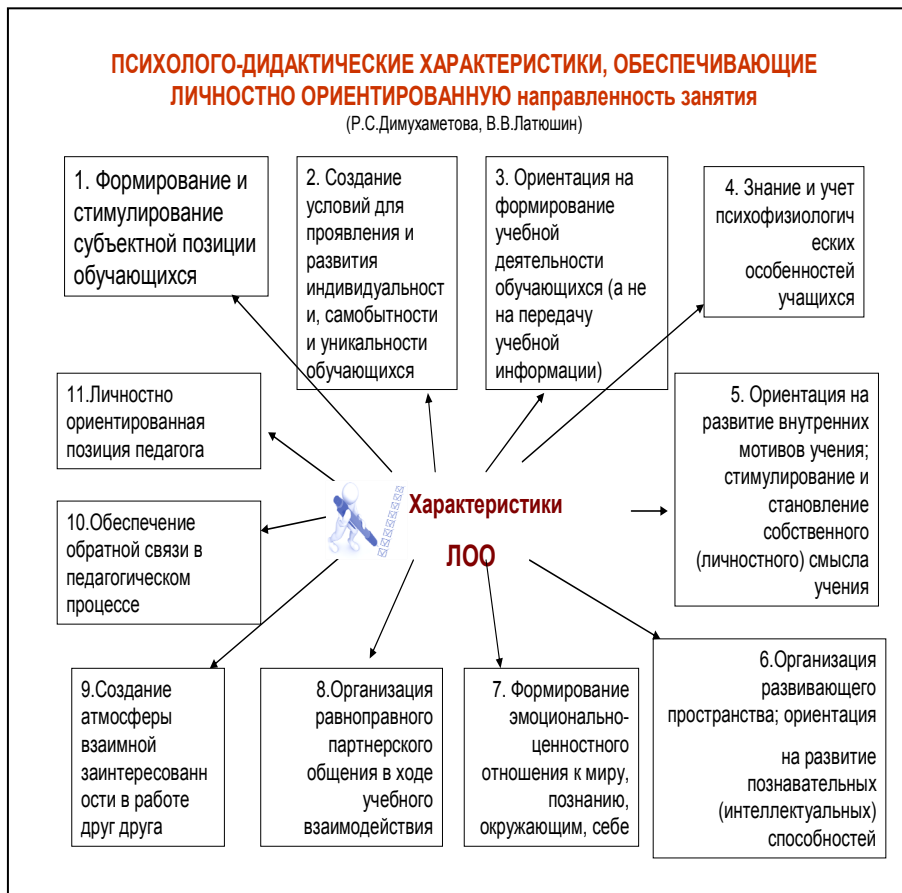 ПСИХОЛОГО-ДИДАКТИЧЕСКИЕ ХАРАКТЕРИСТИКИ, ОБЕСПЕЧИВАЮЩИЕ
ЛИЧНОСТНО ОРИЕНТИРОВАННУЮ направленность занятия
(Р.С.Димухаметова, В.В.Латюшин)
1. Формирование и
стимулирование
субъектной позиции
обучающихся
2. Создание
условий для
проявления и
развития
индивидуальност
и, самобытности
и уникальности
обучающихся
3. Ориентация на
формирование
учебной
деятельности
обучающихся (а не
на передачу
учебной
информации)
4. Знание и учет
психофизиологич
еских
особенностей
учащихся
11.Личностно
ориентированная
позиция педагога
5. Ориентация на
развитие внутренних
мотивов учения;
стимулирование и
становление
собственного
(личностного) смысла
учения
Характеристики
ЛОО
10.Обеспечение
обратной связи в
педагогическом
процессе
9.Создание
атмосферы
взаимной
заинтересованн
ости в работе
друг друга
8.Организация
равноправного
партнерского
общения в ходе
учебного
взаимодействия
7. Формирование
эмоционально-
ценностного
отношения к миру,
познанию,
окружающим, себе
6.Организация
развивающего
пространства; ориентация
на развитие
познавательных
(интеллектуальных)
способностей